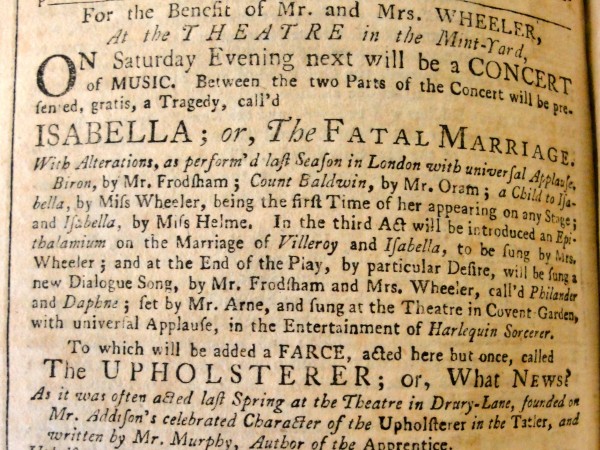 For the Benefit of Mr. and Mrs. WHEELER,
At the THEATRE in the Mint-Yard,
ON Saturday Evening next will be a CONCERT
of MUSIC. Between the two Parts of the Concert will be pre-
ſented, gratis, a Tragedy, call'd
ISABELLA; or, The FATAL MARRIAGE.
With Alterations, as perform'd laſt Seaſon in London with univerſal Applauſe,
Biron, by Mr. Frodſham; Count Baldwin, by Mr. Oram; a Child to Iſa-
bella, by Miſs Wheeler, being the firſt Time of her appearing on any Stage;
and Iſabella, by Miſs Helme. In the third Act will be introduced an Epi-
thalamium on the Marriage of Villeroy and Iſabella, to be ſung by Mrs.
Wheeler; and at the End of the Play, by particular Deſire, will be ſung a
new Dialogue Song, by Mr. Frodſham and Mrs. Wheeler, call'd Philander
and Daphne; ſet by Mr. Arne, and ſung at the Theatre in Covent-Garden,
with univerſal Applauſe, in the Entertainment of Harlequin Sorcerer.
To which will be added a FARCE, acted here but once, called
The UPHOLSTERER; or, What NEWS?
As it was often acted laſt Spring at the Theatre in Drury-Lane, founded on
Mr. Addiſon's celebrated Character of the Upholſterer in the Tatler, and
written by Mr. Murphy, Author of the Apprentice.